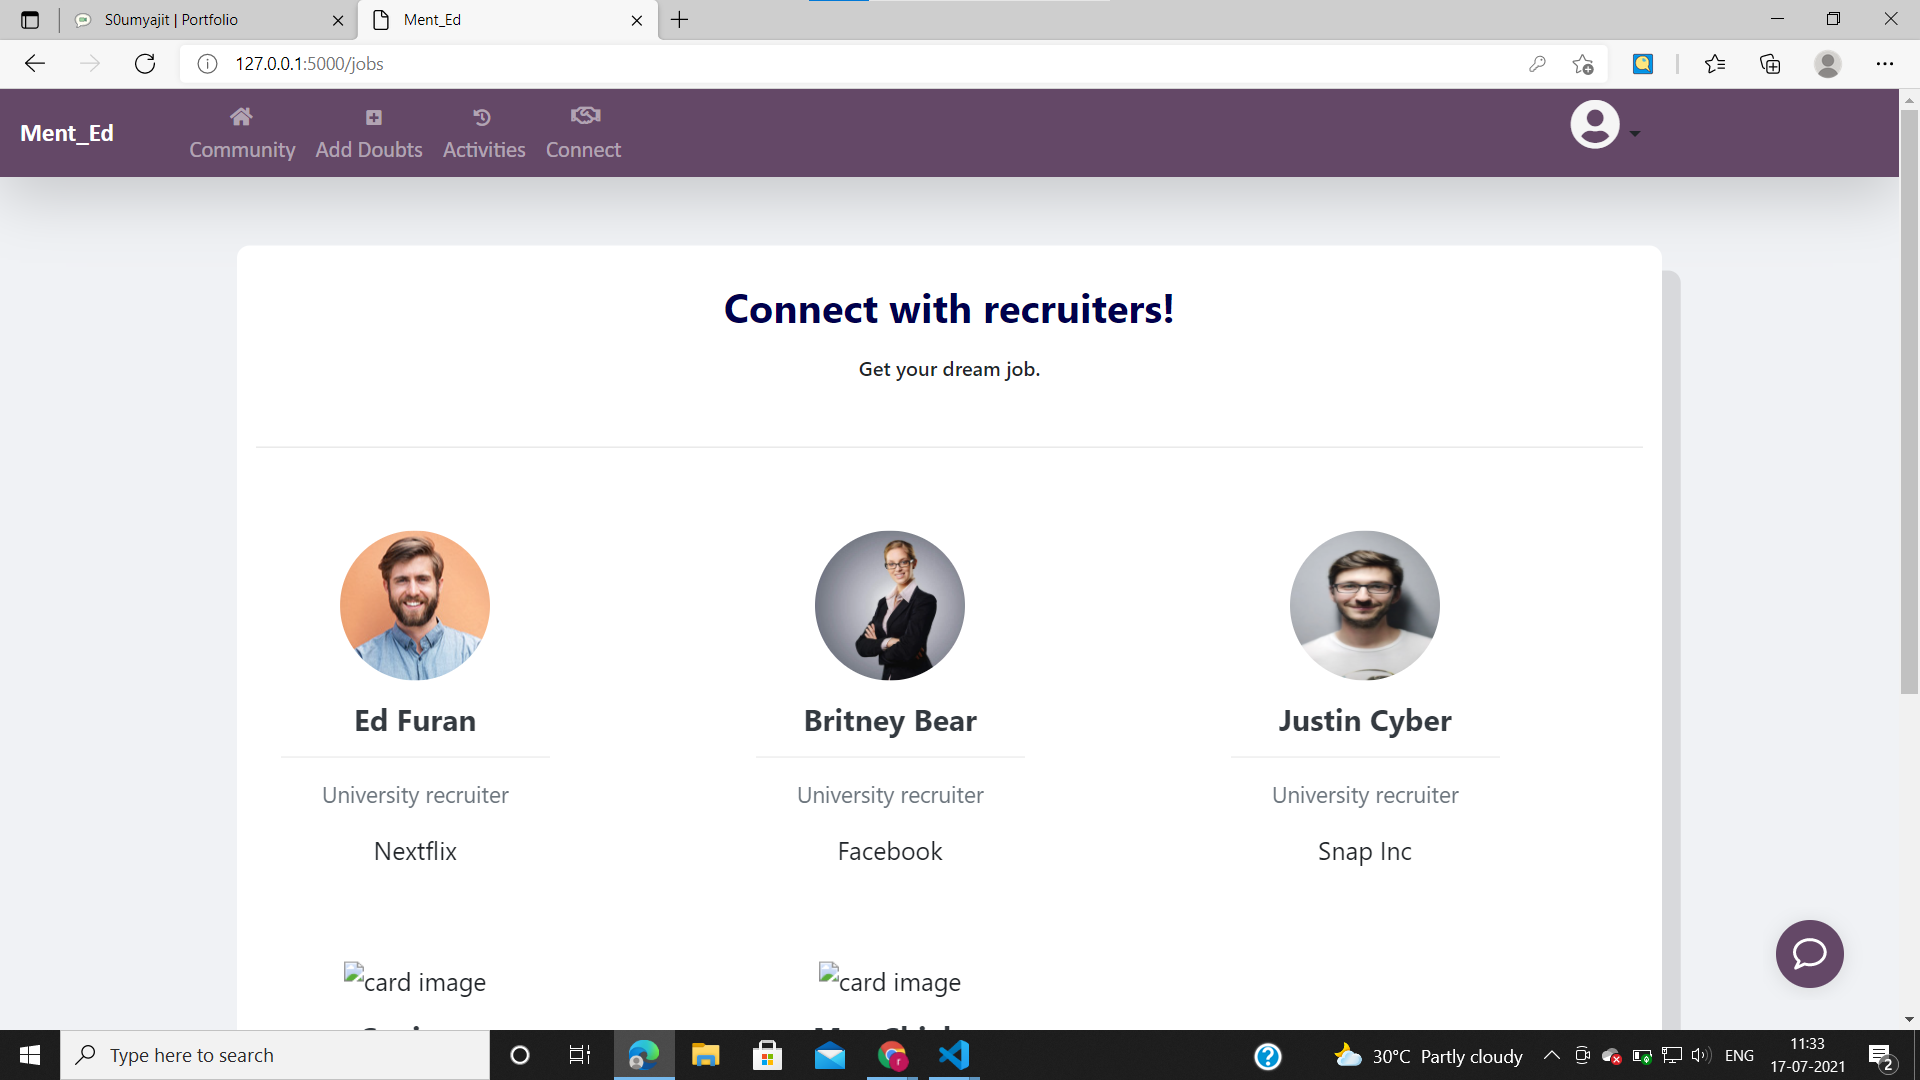 S0umyajit | Portfolio
Ment_Ed
127.0.0.1:5000/jobs
Ment_Ed
Community
Add Doubts
Activities
Connect
Connect with recruiters!
Get your dream job.
Ed Furan
Britney Bear
Justin Cyber
University recruiter
University recruiter
University recruiter
Nextflix
Facebook
Snap Inc
card image
card image
Type here to search
30°C Partly cloudy
ENG
11:33
17-07-2021
2